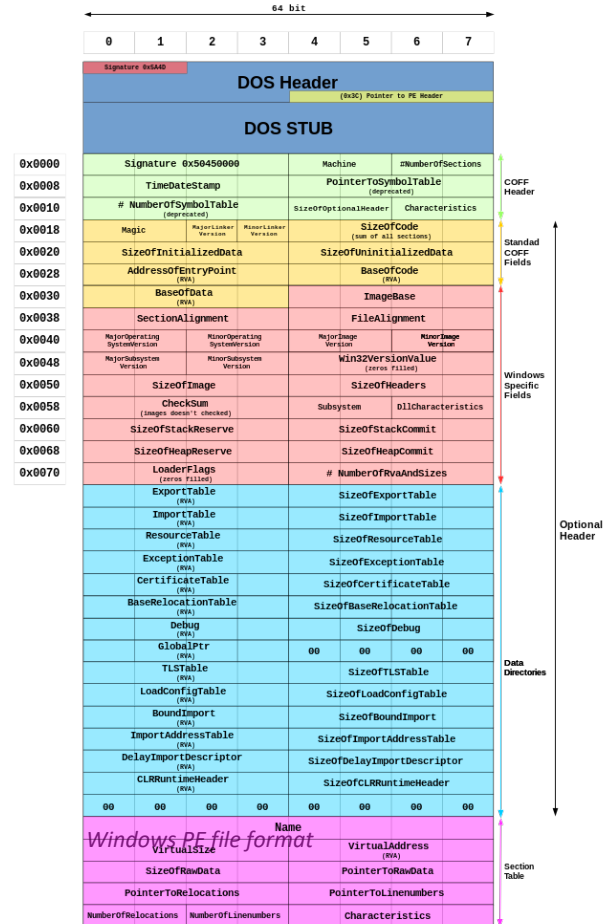 64 bit
0 1 2 3 4 5 6 7
Signature 0x5A4D
DOS Header
(0x3C) Pointer to PE Header
DOS STUB
0x0000 Signature 0x50450000 Machine #NumberOfSections
0x0008 TimeDateStamp PointerToSymbolTable (deprecated)
0x0010 # NumberOfSymbolTable (deprecated) SizeOfOptionalHeader Characteristics
COFF Header
0x0018 Magic MajorLinker Version MinorLinker Version SizeOfCode (sum of all sections)
0x0020 SizeOfInitializedData SizeOfUninitializedData
0x0028 AddressOfEntryPoint (RVA) BaseOfCode (RVA)
Standad COFF Fields
0x0030 BaseOfData (RVA) ImageBase
0x0038 SectionAlignment FileAlignment
0x0040 MajorOperating SystemVersion MinorOperating SystemVersion MajorImage Version MinorImage Version
0x0048 MajorSubsystem Version MinorSubsystem Version Win32VersionValue (zeros filled)
0x0050 SizeOfImage SizeOfHeaders
0x0058 CheckSum (images doesn't checked) Subsystem DllCharacteristics
0x0060 SizeOfStackReserve SizeOfStackCommit
0x0068 SizeOfHeapReserve SizeOfHeapCommit
0x0070 LoaderFlags (zeros filled) # NumberOfRvaAndSizes
Windows Specific Fields
ExportTable (RVA) SizeOfExportTable
ImportTable (RVA) SizeOfImportTable
ResourceTable (RVA) SizeOfResourceTable
ExceptionTable (RVA) SizeOfExceptionTable
CertificateTable (RVA) SizeOfCertificateTable
BaseRelocationTable (RVA) SizeOfBaseRelocationTable
Debug (RVA) SizeOfDebug
GlobalPtr (RVA) 00 00 00 00
TLSTable (RVA) SizeOfTLSTable
LoadConfigTable (RVA) SizeOfLoadConfigTable
BoundImport (RVA) SizeOfBoundImport
ImportAddressTable (RVA) SizeOfImportAddressTable
DelayImportDescriptor (RVA) SizeOfDelayImportDescriptor
CLRRuntimeHeader (RVA) SizeOfCLRRuntimeHeader
00 00 00 00 00 00 00 00
Data Directories
Optional Header
Name
Windows PE file format
VirtualSize VirtualAddress (RVA)
SizeOfRawData PointerToRawData
PointerToRelocations PointerToLinenumbers
NumberOfRelocations NumberOfLinenumbers Characteristics
Section Table